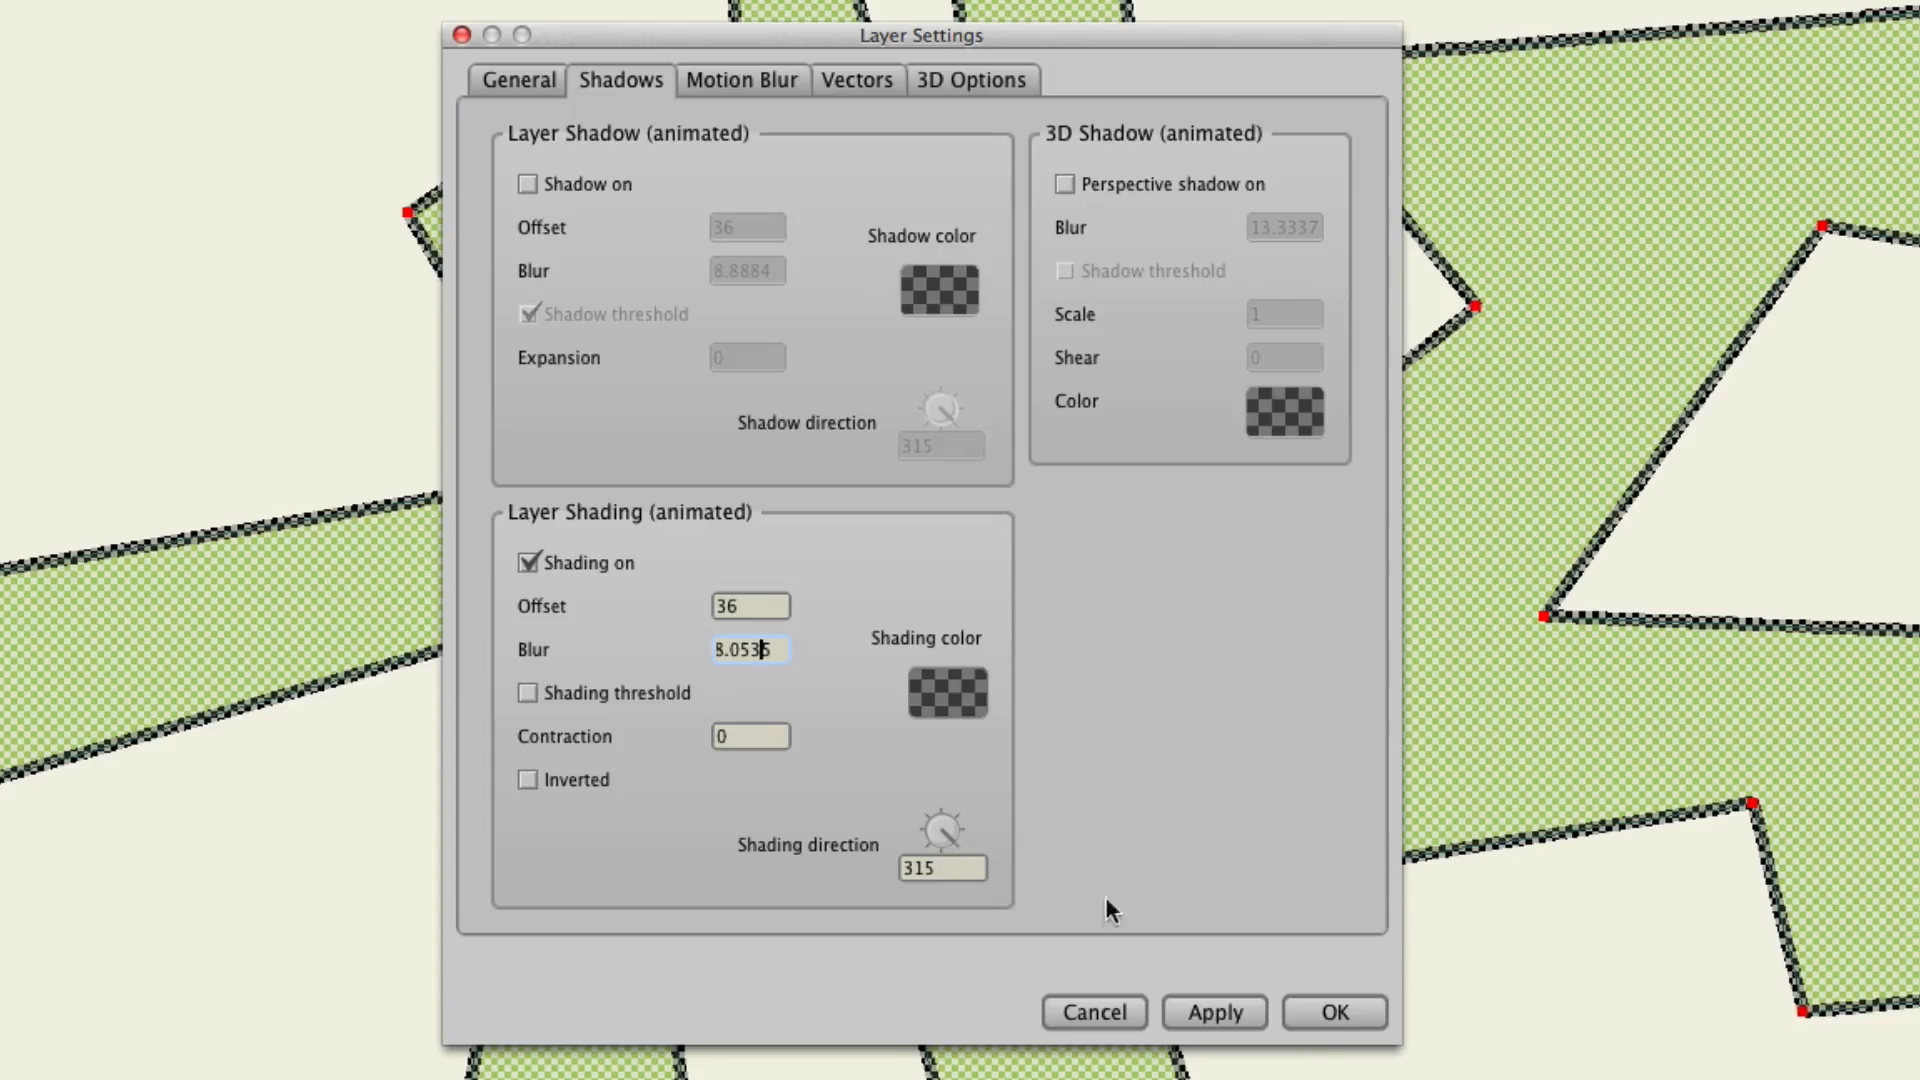 Layer Settings
General Shadows Motion Blur Vectors 3D Options
Layer Shadow (animated)
Shadow on
Offset 36
Shadow color
Blur 8.8884
Shadow threshold
Expansion 0
Shadow direction
315
3D Shadow (animated)
Perspective shadow on
Blur 13.3337
Shadow threshold
Scale 1
Shear 0
Color
Layer Shading (animated)
Shading on
Offset 36
Shading color
Blur 8.0535
Shading threshold
Contraction 0
Inverted
Shading direction
315
Cancel Apply OK